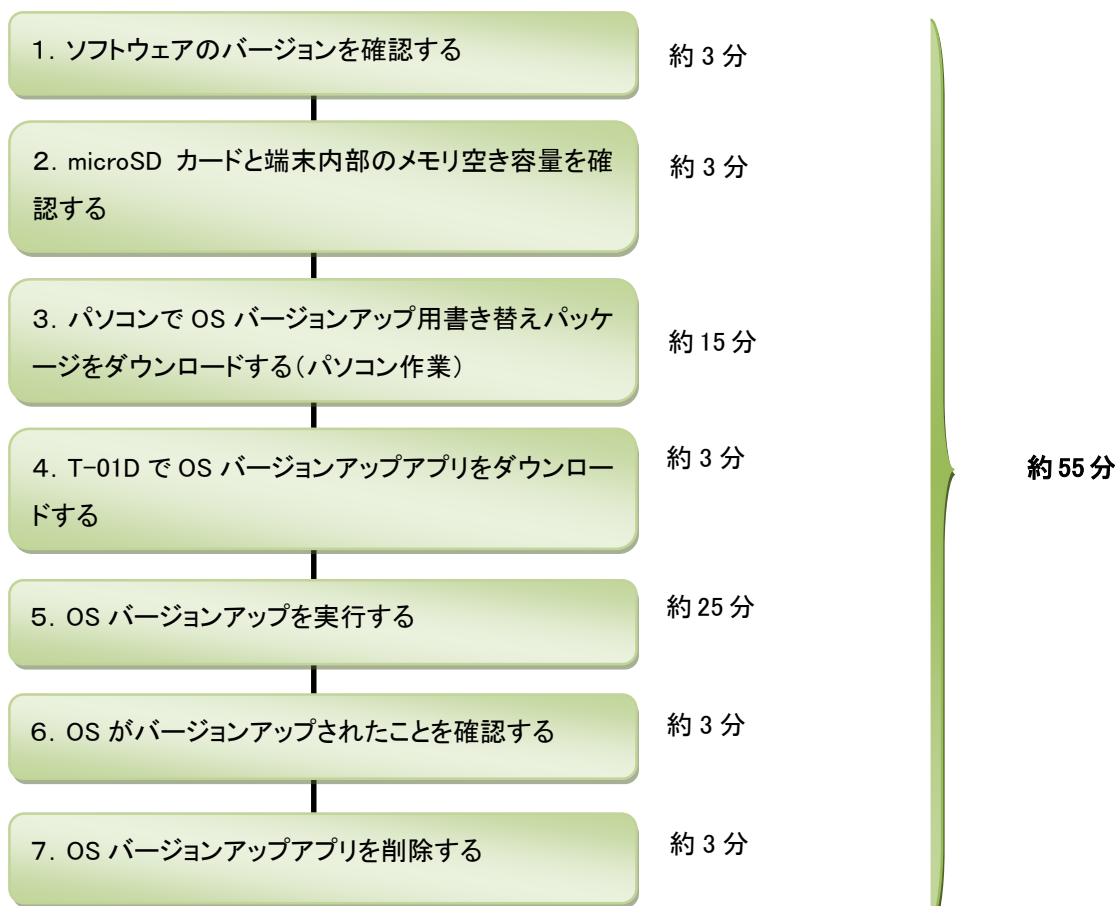 1．ソフトウェアのバージョンを確認する
約 3 分
2．microSD カードと端末内部のメモリ空き容量を確
認する
約 3 分
3．パソコンで OS バージョンアップ用書き替えパッケ
ージをダウンロードする（パソコン作業）
約 15 分
4．T-01D で OS バージョンアップアプリをダウンロー
ドする
約 3 分
5．OS バージョンアップを実行する
約 25 分
6．OS がバージョンアップされたことを確認する
約 3 分
7．OS バージョンアップアプリを削除する
約 3 分
約 55 分